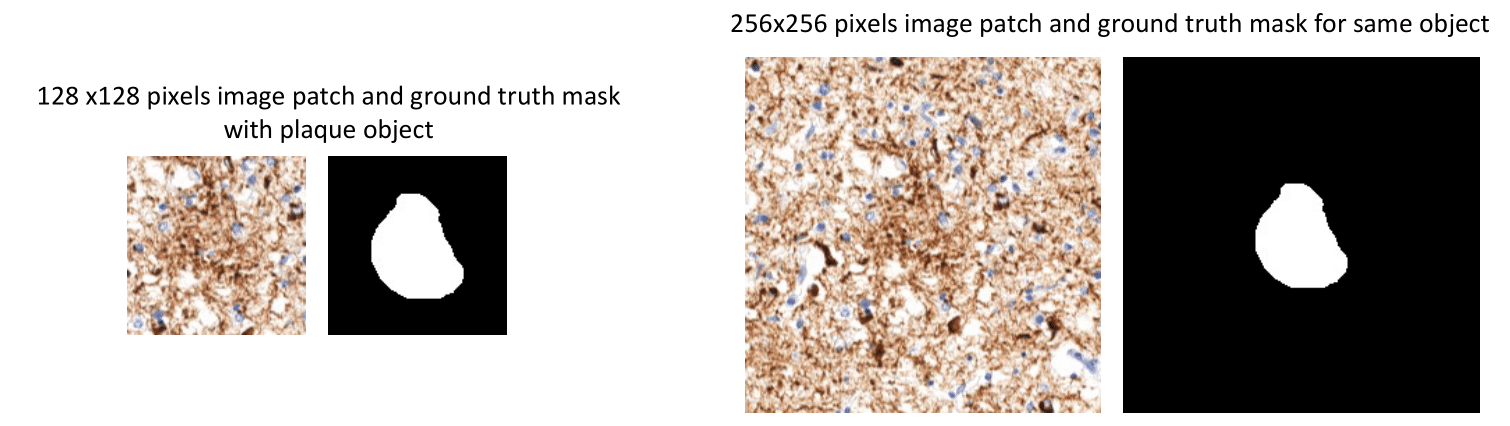 256x256 pixels image patch and ground truth mask for same object
128 x128 pixels image patch and ground truth mask
with plaque object